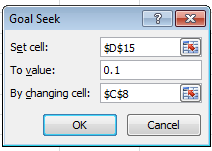 Goal Seek
Set cell: $D$15
To value: 0.1
By changing cell: $C$8
OK Cancel